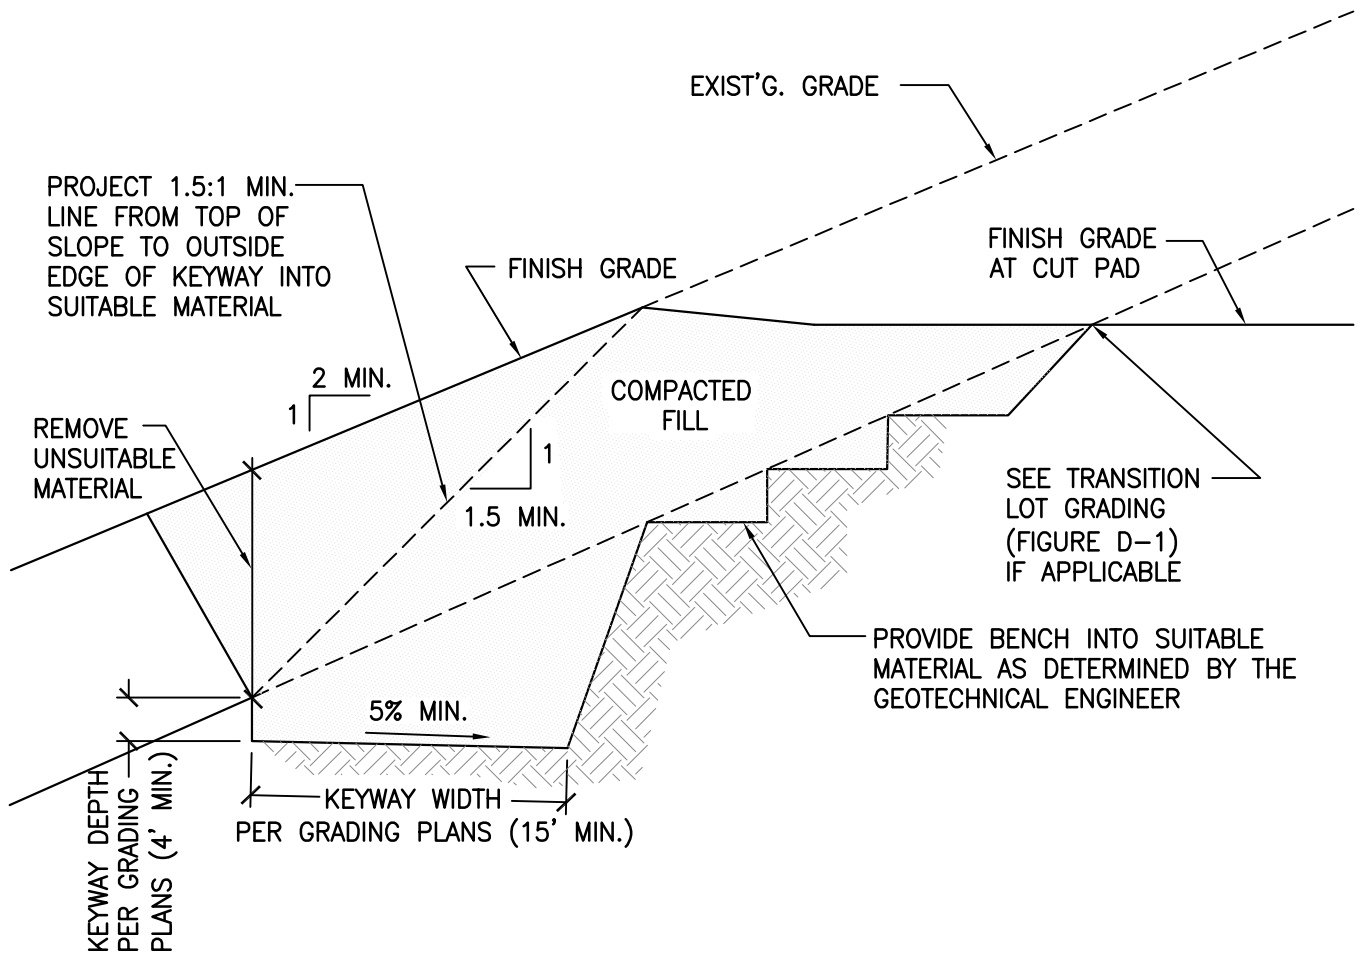 EXIST'G. GRADE
PROJECT 1.5:1 MIN.
LINE FROM TOP OF
SLOPE TO OUTSIDE
EDGE OF KEYWAY INTO
SUITABLE MATERIAL
FINISH GRADE
FINISH GRADE
AT CUT PAD
2 MIN.
1
COMPACTED
FILL
REMOVE
UNSUITABLE
MATERIAL
1
1.5 MIN.
SEE TRANSITION
LOT GRADING
(FIGURE D-1)
IF APPLICABLE
PROVIDE BENCH INTO SUITABLE
MATERIAL AS DETERMINED BY THE
GEOTECHNICAL ENGINEER
5% MIN.
KEYWAY WIDTH
PER GRADING PLANS (15' MIN.)
KEYWAY DEPTH
PER GRADING
PLANS (4' MIN.)